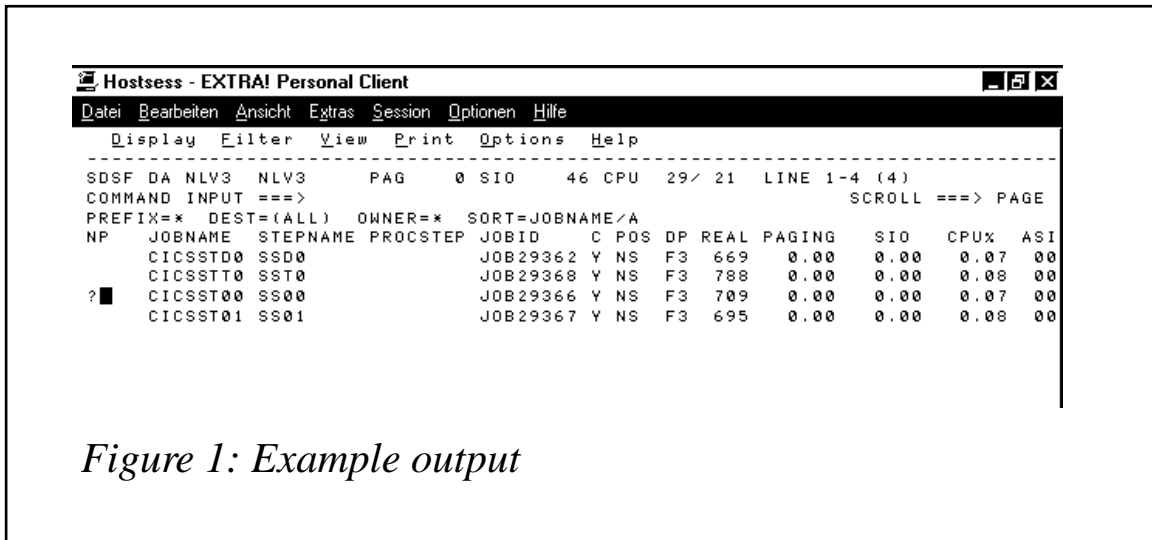 Hostsess - EXTRA! Personal Client
Datei Bearbeiten Ansicht Extras Session Optionen Hilfe
Display Filter View Print Options Help
--------------------------------------------------------------------------------
SDSF DA NLV3 NLV3 PAG 0 SIO 46 CPU 29/ 21 LINE 1-4 (4)
COMMAND INPUT ===> SCROLL ===> PAGE
PREFIX=* DEST=(ALL) OWNER=* SORT=JOBNAME/A
NP JOBNAME STEPNAME PROCSTEP JOBID C POS DP REAL PAGING SIO CPU% ASI
CICSSTD0 SSD0 JOB29362 Y NS F3 669 0.00 0.00 0.07 00
CICSSTT0 SST0 JOB29368 Y NS F3 788 0.00 0.00 0.08 00
? CICSST00 SS00 JOB29366 Y NS F3 709 0.00 0.00 0.07 00
CICSST01 SS01 JOB29367 Y NS F3 695 0.00 0.00 0.08 00
Figure 1: Example output